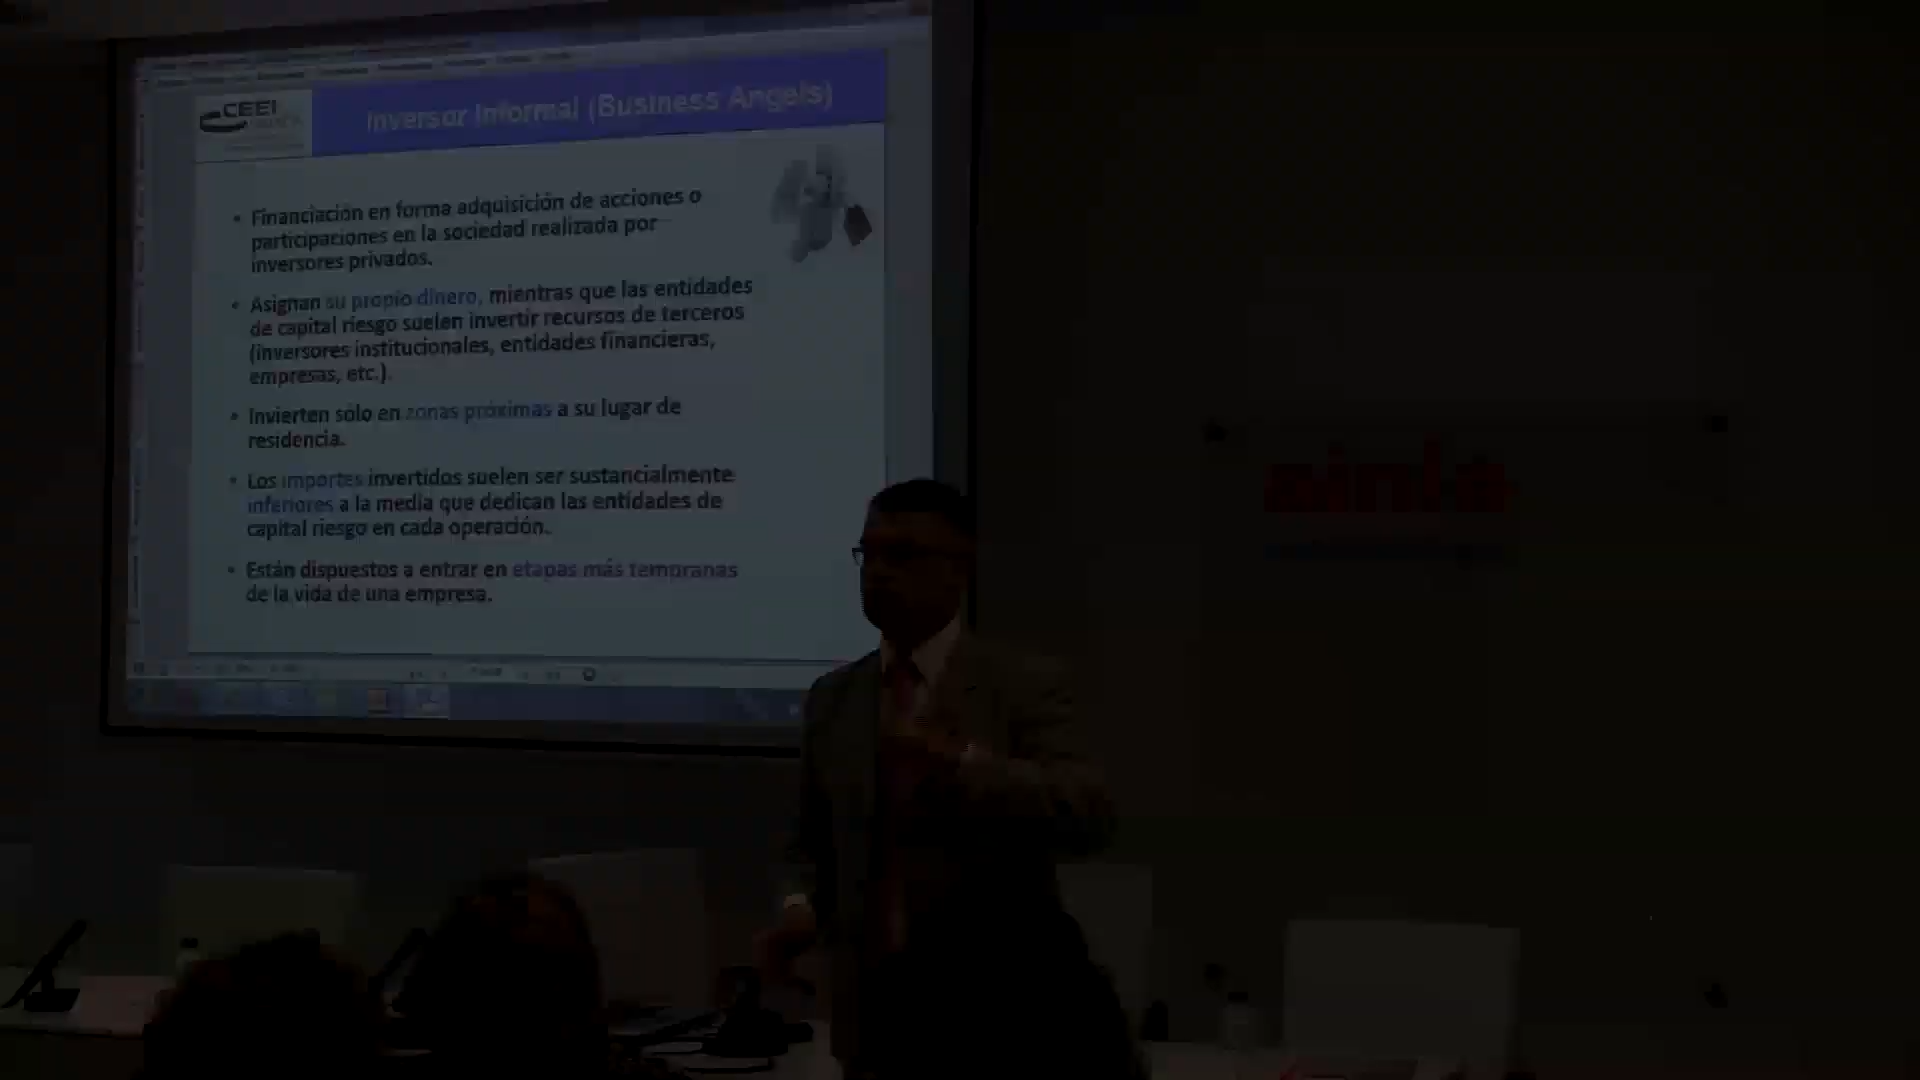 CEEI
Inversor Informal (Business Angels)
• Financiación en forma adquisición de acciones o
participaciones en la sociedad realizada por
inversores privados.
• Asignan su propio dinero, mientras que las entidades
de capital riesgo suelen invertir recursos de terceros
(inversores institucionales, entidades financieras,
empresas, etc.).
• Invierten sólo en zonas próximas a su lugar de
residencia.
• Los importes invertidos suelen ser sustancialmente
inferiores a la media que dedican las entidades de
capital riesgo en cada operación.
• Están dispuestos a entrar en etapas más tempranas
de la vida de una empresa.